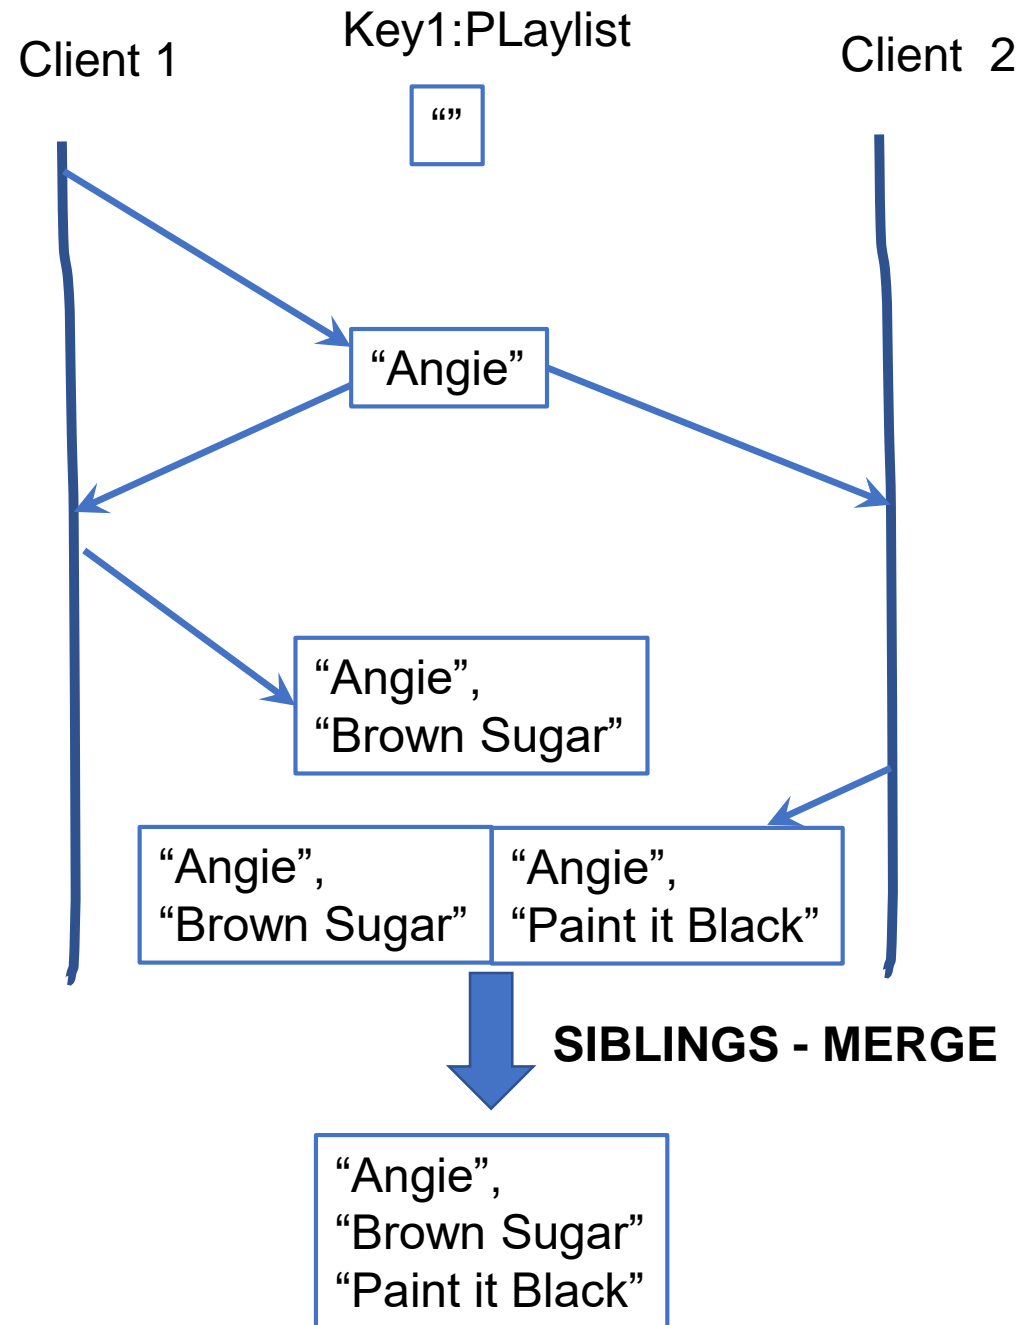 Client 1
Key1:PLaylist
Client 2
“”
“Angie”
“Angie”,
“Brown Sugar”
“Angie”,
“Brown Sugar”
“Angie”,
“Paint it Black”
SIBLINGS - MERGE
“Angie”,
“Brown Sugar”
“Paint it Black”